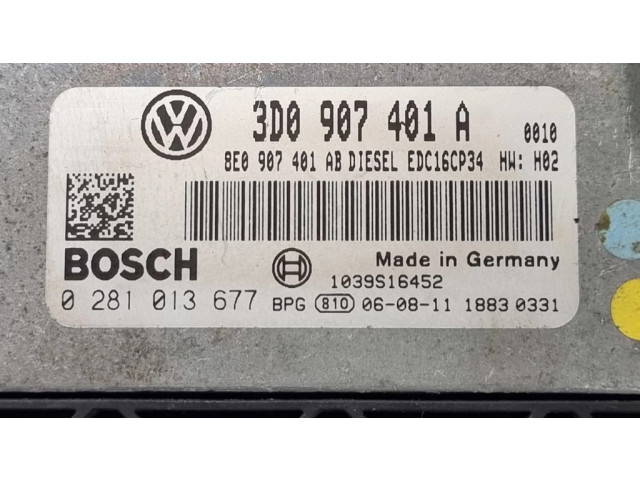 3D0 907 401 A 0010
8E0 907 401 AB DIESEL EDC16CP34 HW: H02
BOSCH Made in Germany
1039S16452
0 281 013 677 BPG 810 06-08-11 1883 0331